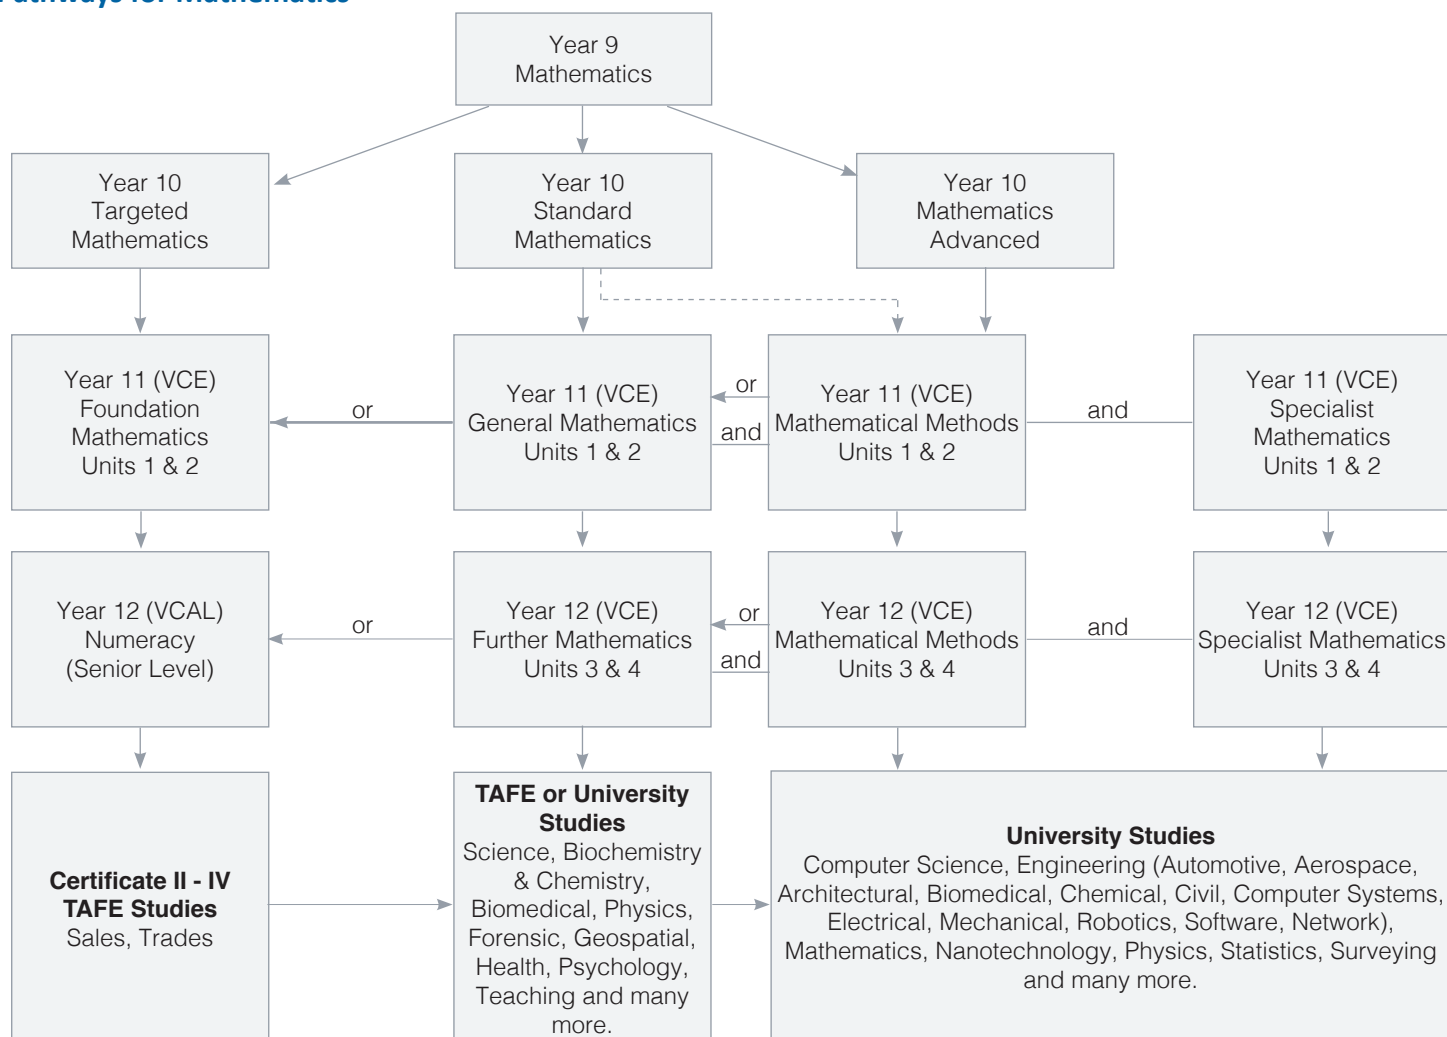 Pathways for Mathematics
Year 9
Mathematics
Year 10
Targeted
Mathematics
Year 10
Standard
Mathematics
Year 10
Mathematics
Advanced
Year 11 (VCE)
Foundation
Mathematics
Units 1 & 2
or
Year 11 (VCE)
General Mathematics
Units 1 & 2
or
and
Year 11 (VCE)
Mathematical Methods
Units 1 & 2
and
Year 11 (VCE)
Specialist
Mathematics
Units 1 & 2
Year 12 (VCAL)
Numeracy
(Senior Level)
or
Year 12 (VCE)
Further Mathematics
Units 3 & 4
or
and
Year 12 (VCE)
Mathematical Methods
Units 3 & 4
and
Year 12 (VCE)
Specialist Mathematics
Units 3 & 4
Certificate II - IV
TAFE Studies
Sales, Trades
TAFE or University
Studies
Science, Biochemistry
& Chemistry,
Biomedical, Physics,
Forensic, Geospatial,
Health, Psychology,
Teaching and many
more.
University Studies
Computer Science, Engineering (Automotive, Aerospace,
Architectural, Biomedical, Chemical, Civil, Computer Systems,
Electrical, Mechanical, Robotics, Software, Network),
Mathematics, Nanotechnology, Physics, Statistics, Surveying
and many more.